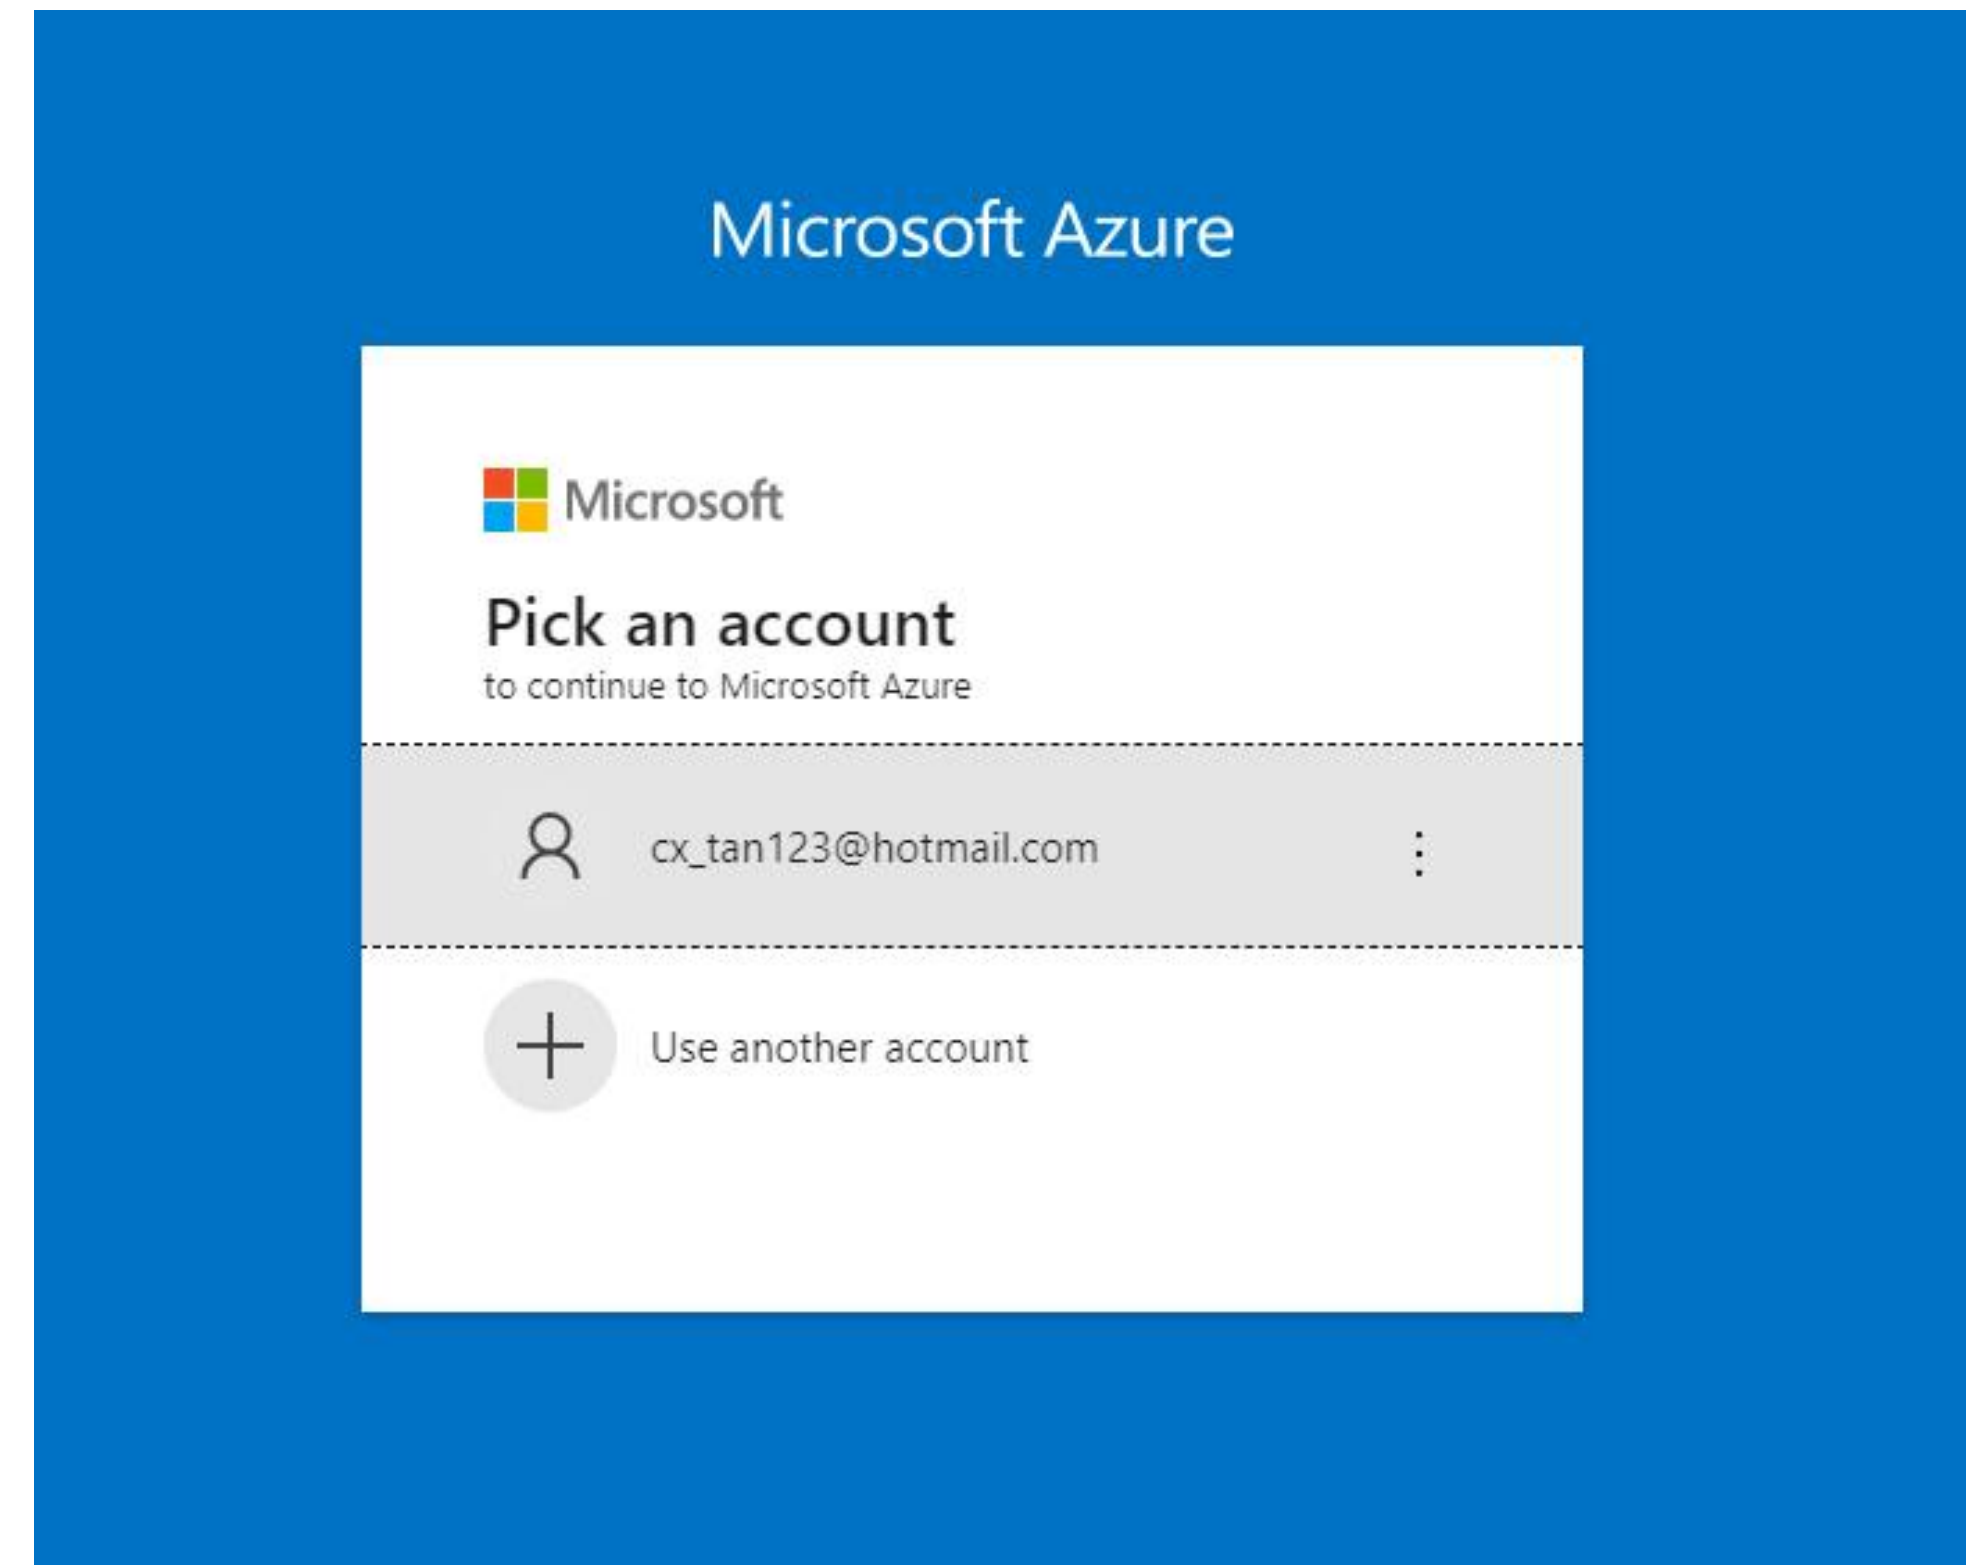 Microsoft Azure
Microsoft
Pick an account
to continue to Microsoft Azure
cx_tan123@hotmail.com
Use another account